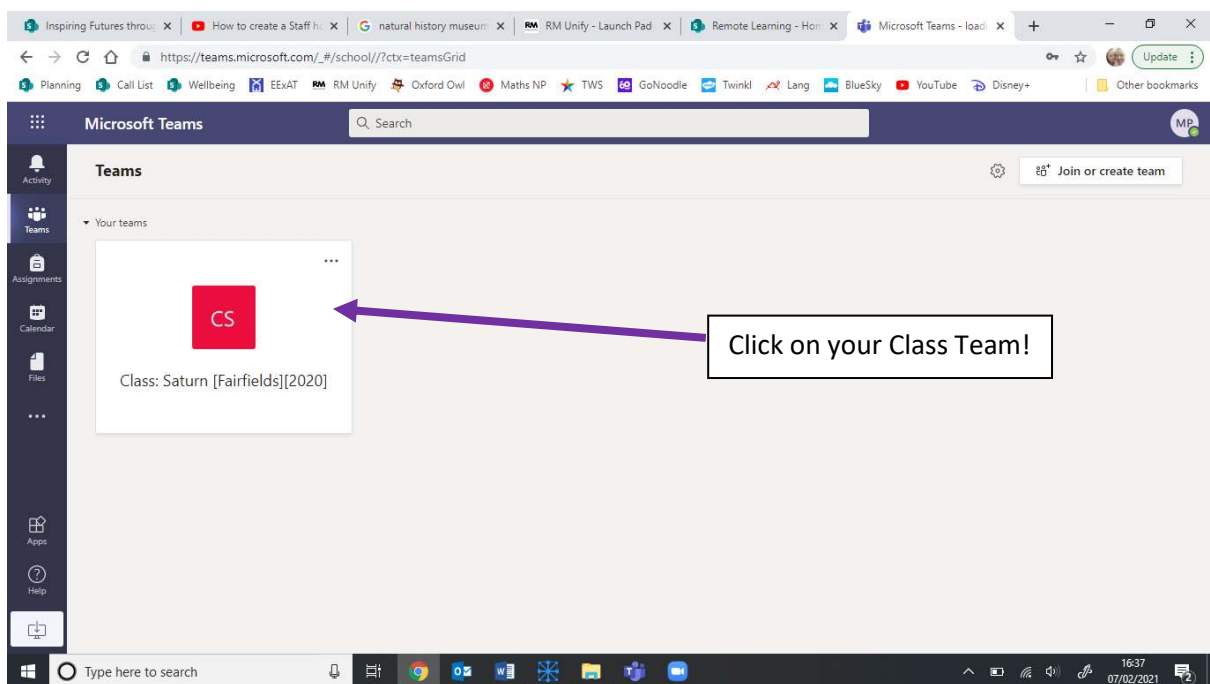 Inspiring Futures throug
How to create a Staff h
natural history museum
RM Unify - Launch Pad
Remote Learning - Hom
Microsoft Teams - load
https://teams.microsoft.com/_#/school//?ctx=teamsGrid
Update
Planning
Call List
Wellbeing
EExAT
RM Unify
Oxford Owl
Maths NP
TWS
GoNoodle
Twinkl
Lang
BlueSky
YouTube
Disney+
Other bookmarks
Microsoft Teams
Search
MP
Activity
Teams
Join or create team
Teams
Your teams
Assignments
CS
Calendar
Click on your Class Team!
Files
Class: Saturn [Fairfields][2020]
Apps
Help
Type here to search
16:37
07/02/2021
2